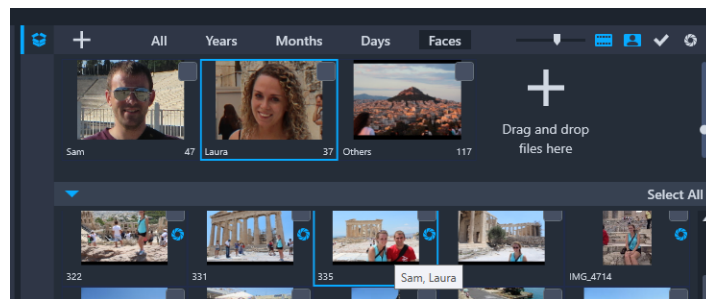 All Years Months Days Faces
Sam 47 Laura 37 Others 117
Drag and drop
files here
Select All
322 331 335 IMG_4714
Sam, Laura